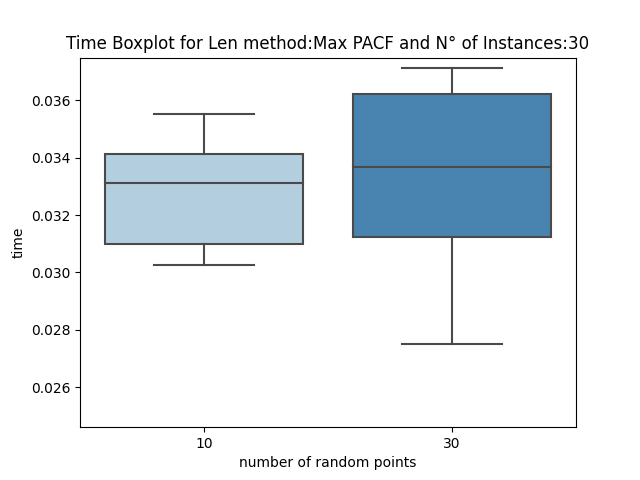 Time Boxplot for Len method:Max PACF and N° of Instances:30
0.036
0.034
0.032
0.030
0.028
0.026
time
10
30
number of random points